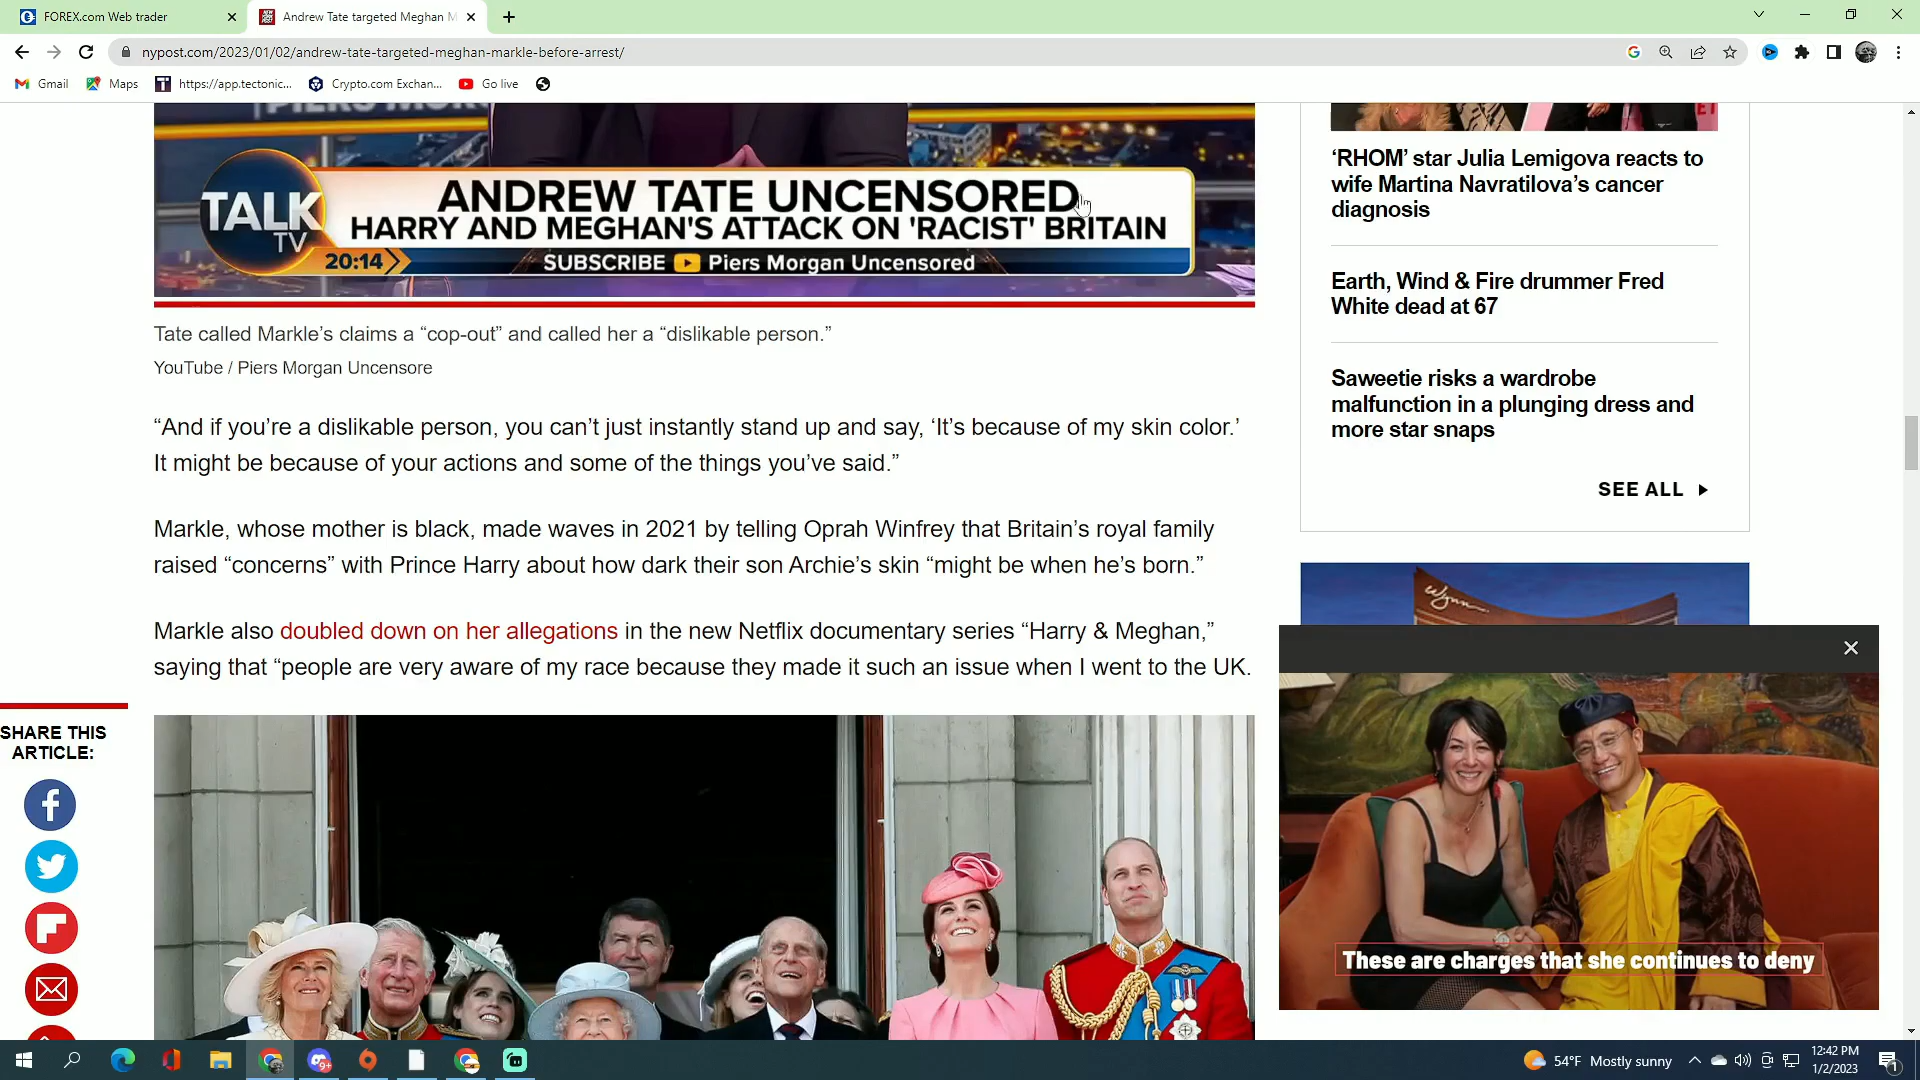 FOREX.com Web trader
Andrew Tate targeted Meghan M
nypost.com/2023/01/02/andrew-tate-targeted-meghan-markle-before-arrest/
Gmail
Maps
https://app.tectonic...
Crypto.com Exchan...
Go live
TALK TV
ANDREW TATE UNCENSORED
HARRY AND MEGHAN'S ATTACK ON 'RACIST' BRITAIN
20:14
SUBSCRIBE Piers Morgan Uncensored
Tate called Markle’s claims a “cop-out” and called her a “dislikable person.”
YouTube / Piers Morgan Uncensore
“And if you’re a dislikable person, you can’t just instantly stand up and say, ‘It’s because of my skin color.’
It might be because of your actions and some of the things you’ve said.”
Markle, whose mother is black, made waves in 2021 by telling Oprah Winfrey that Britain’s royal family
raised “concerns” with Prince Harry about how dark their son Archie’s skin “might be when he’s born.”
Markle also doubled down on her allegations in the new Netflix documentary series “Harry & Meghan,”
saying that “people are very aware of my race because they made it such an issue when I went to the UK.
SHARE THIS
ARTICLE:
‘RHOM’ star Julia Lemigova reacts to
wife Martina Navratilova’s cancer
diagnosis
Earth, Wind & Fire drummer Fred
White dead at 67
Saweetie risks a wardrobe
malfunction in a plunging dress and
more star snaps
SEE ALL
Wynn
These are charges that she continues to deny
9+
54°F Mostly sunny
12:42 PM
1/2/2023
1